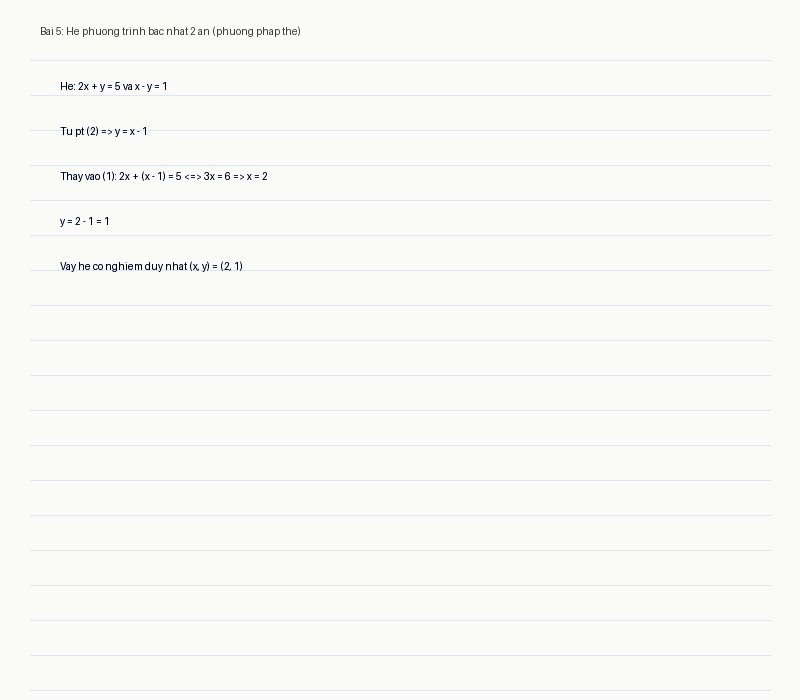 Bai 5: He phuong trinh bac nhat 2 an (phuong phap the)
He: 2x + y = 5 va x - y = 1
Tu pt (2) => y = x - 1
Thay vao (1): 2x + (x - 1) = 5 <=> 3x = 6 => x = 2
y = 2 - 1 = 1
Vay he co nghiem duy nhat (x, y) = (2, 1)